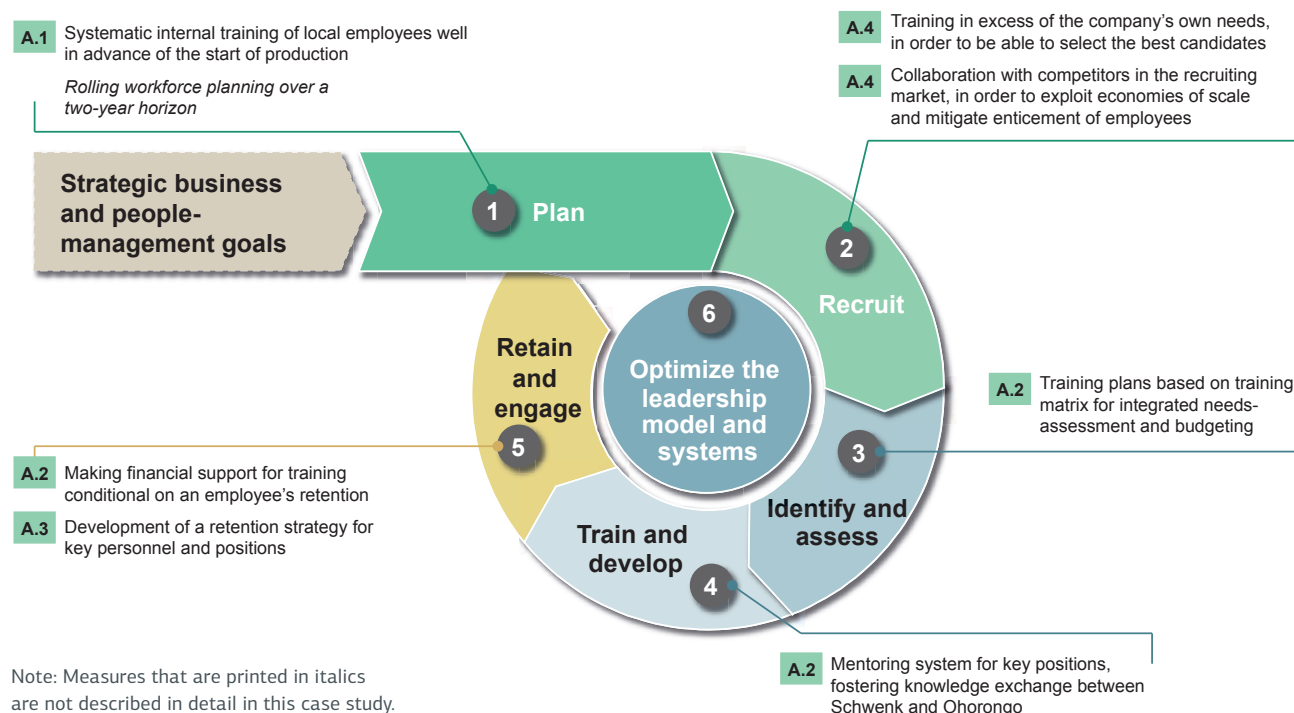 A.1 Systematic internal training of local employees well
in advance of the start of production
Rolling workforce planning over a
two-year horizon
A.4 Training in excess of the company’s own needs,
in order to be able to select the best candidates
A.4 Collaboration with competitors in the recruiting
market, in order to exploit economies of scale
and mitigate enticement of employees
Strategic business
and people-
management goals
1 Plan
2
Recruit
6
Optimize the
leadership
model and
systems
Retain
and
engage
5
A.2 Training plans based on training
matrix for integrated needs-
assessment and budgeting
3
Identify and
assess
A.2 Making financial support for training
conditional on an employee’s retention
A.3 Development of a retention strategy for
key personnel and positions
Train and
develop
4
A.2 Mentoring system for key positions,
fostering knowledge exchange between
Schwenk and Ohorongo
Note: Measures that are printed in italics
are not described in detail in this case study.